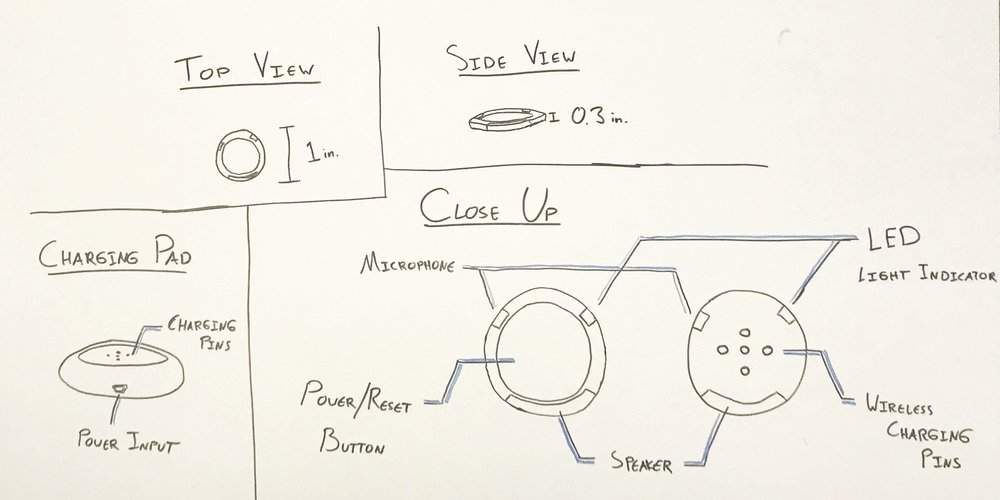 TOP VIEW
1 in.
SIDE VIEW
0.3 in.
CHARGING PAD
CHARGING
PINS
POWER INPUT
CLOSE UP
MICROPHONE
LED
LIGHT INDICATOR
POWER/RESET
BUTTON
SPEAKER
WIRELESS
CHARGING
PINS